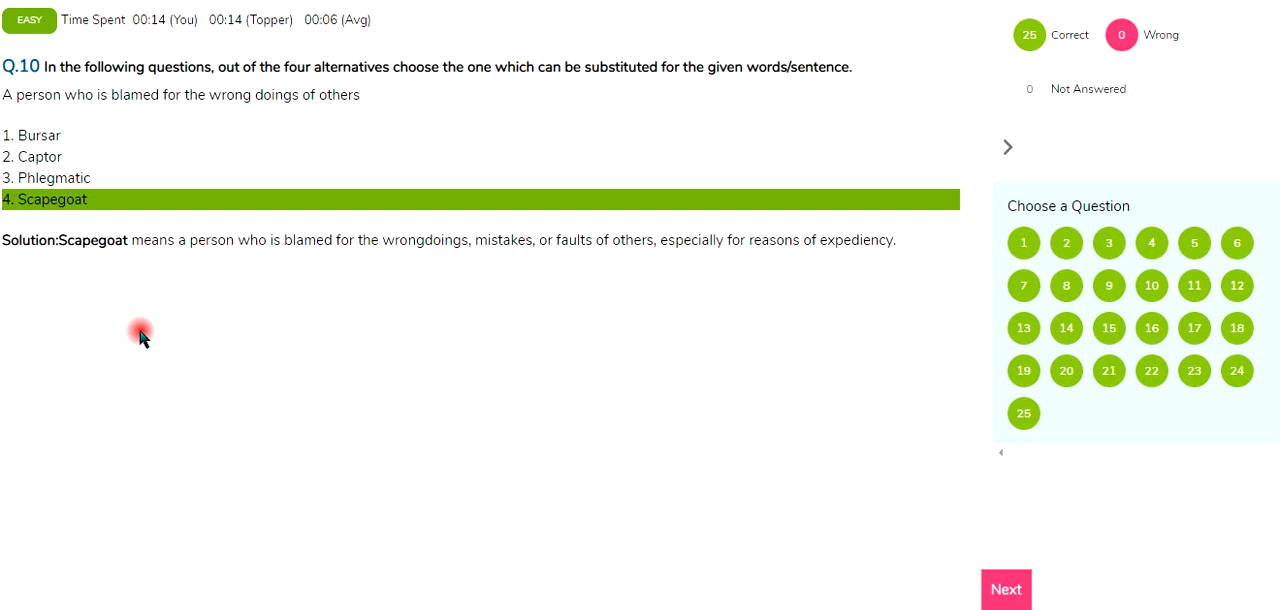 EASY Time Spent 00:14 (You) 00:14 (Topper) 00:06 (Avg)
Q.10 In the following questions, out of the four alternatives choose the one which can be substituted for the given words/sentence.
A person who is blamed for the wrong doings of others
1. Bursar
2. Captor
3. Phlegmatic
4. Scapegoat
Solution:Scapegoat means a person who is blamed for the wrongdoings, mistakes, or faults of others, especially for reasons of expediency.
25 Correct 0 Wrong
0 Not Answered
Choose a Question
1 2 3 4 5 6
7 8 9 10 11 12
13 14 15 16 17 18
19 20 21 22 23 24
25
Next